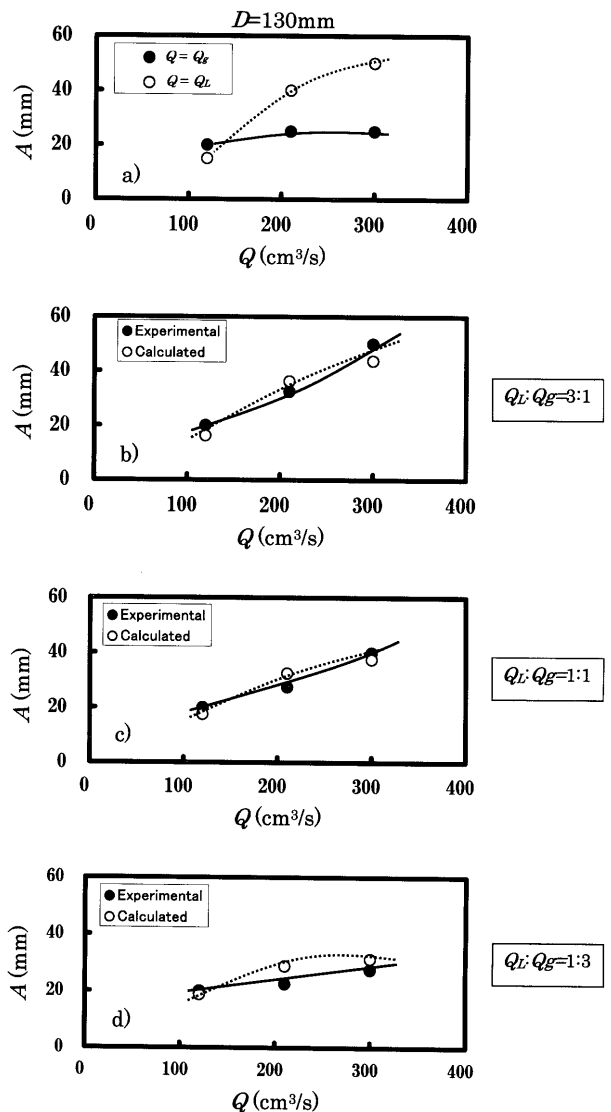 D=130mm
● Q = Qg
○ Q = QL
60
40
20
0
A (mm)
a)
0 100 200 300 400
Q (cm³/s)
60
40
20
0
A (mm)
● Experimental
○ Calculated
b)
0 100 200 300 400
Q (cm³/s)
QL:Qg=3:1
60
40
20
0
A (mm)
● Experimental
○ Calculated
c)
0 100 200 300 400
Q (cm³/s)
QL:Qg=1:1
60
40
20
0
A (mm)
● Experimental
○ Calculated
d)
0 100 200 300 400
Q (cm³/s)
QL:Qg=1:3